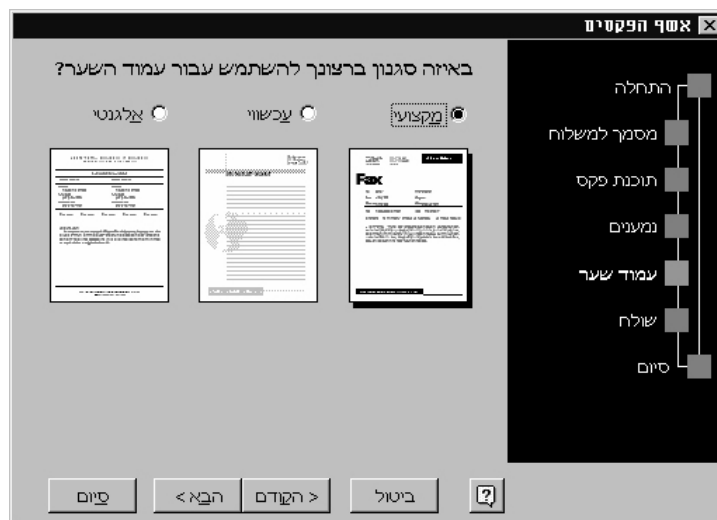 אשף הפקסים
התחלה
מסמך למשלוח
תוכנת פקס
נמענים
עמוד שער
שולח
סיום
באיזה סגנון ברצונך להשתמש עבור עמוד השער?
מקצועי
עכשווי
אלגנטי
Fax
ביטול
< הקודם
הבא >
סיום